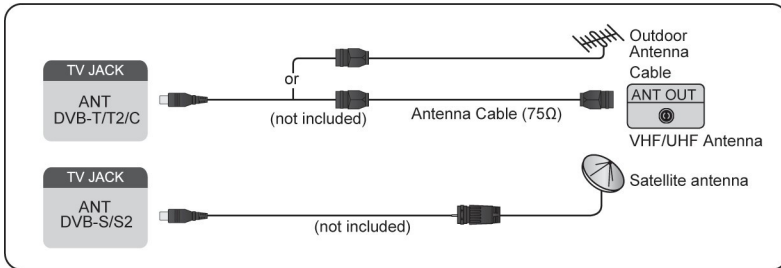 TV JACK
ANT
DVB-T/T2/C
or
(not included)
Antenna Cable (75Ω)
Outdoor
Antenna
Cable
ANT OUT
VHF/UHF Antenna
TV JACK
ANT
DVB-S/S2
(not included)
Satellite antenna